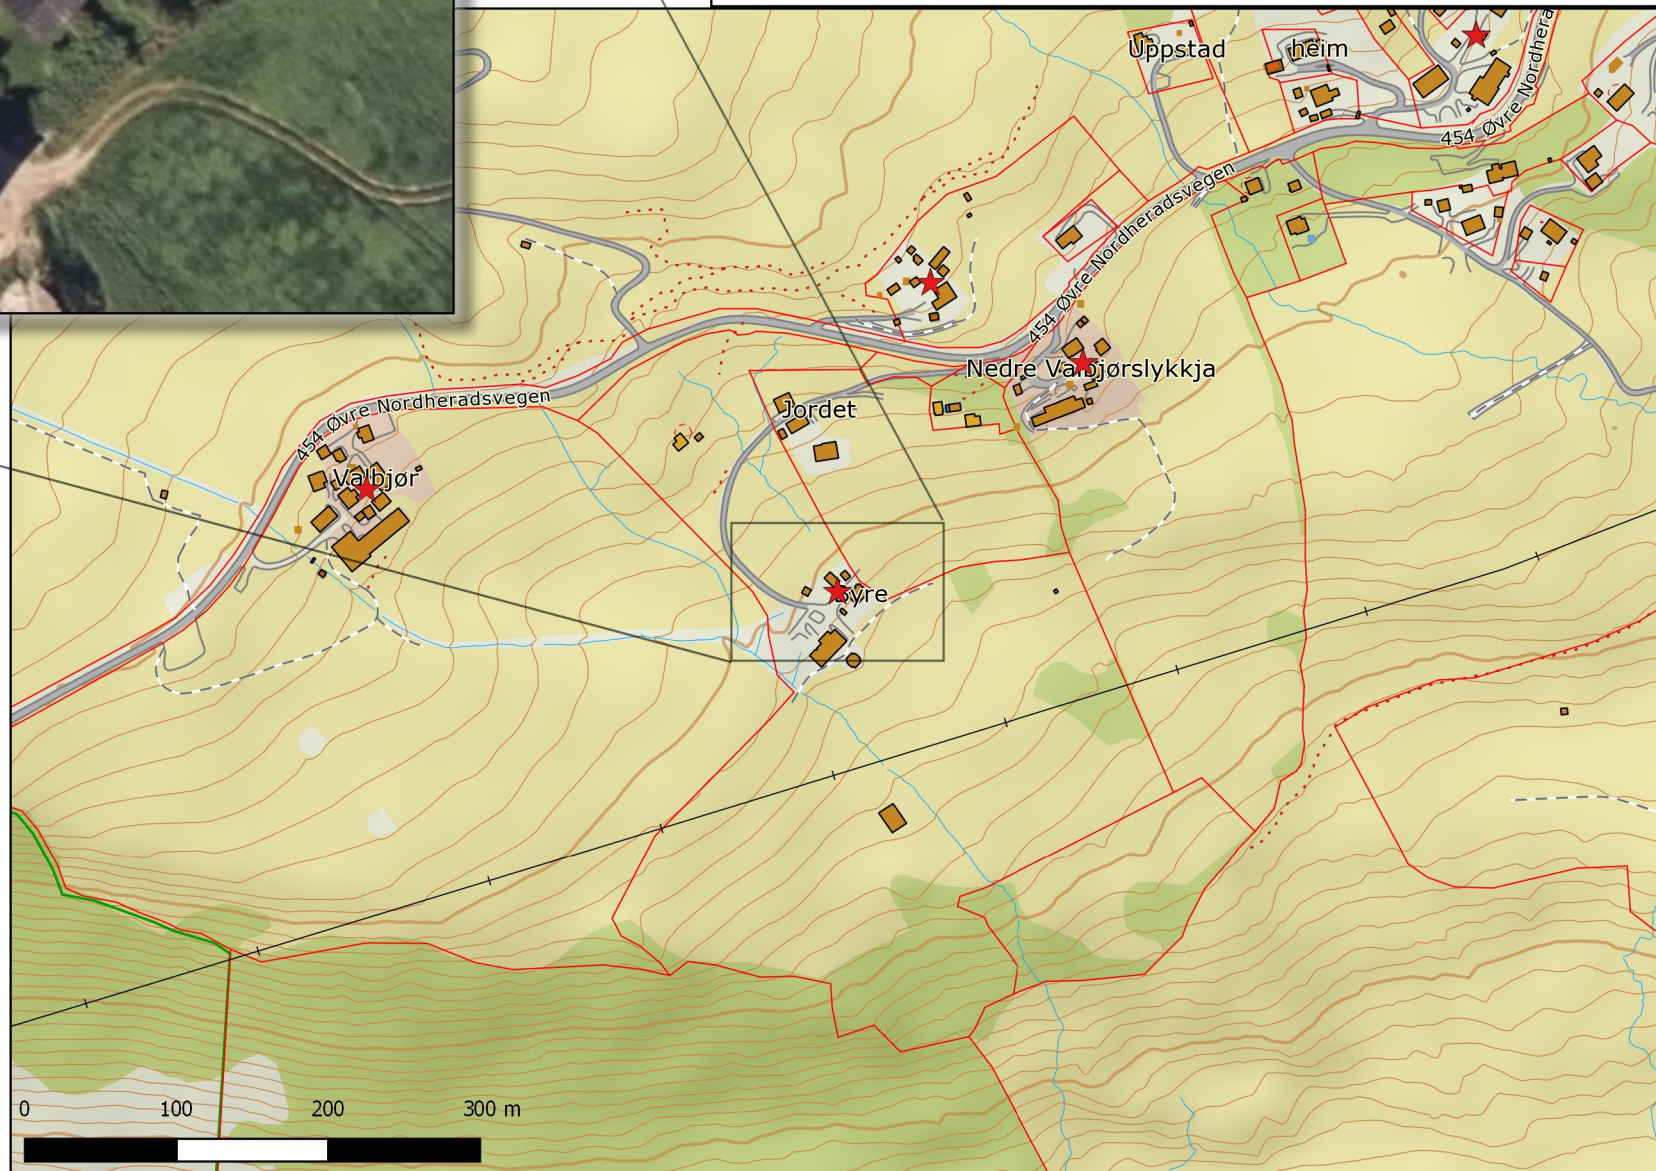 Uppstad
heim
454 Øvre Nordhera
454 Øvre Nordheradsvegen
454 Øvre Nordheradsvegen
Nedre Valbjørslykkja
Jordet
454 Øvre Nordheradsvegen
Valbjør
Øyre
0 100 200 300 m